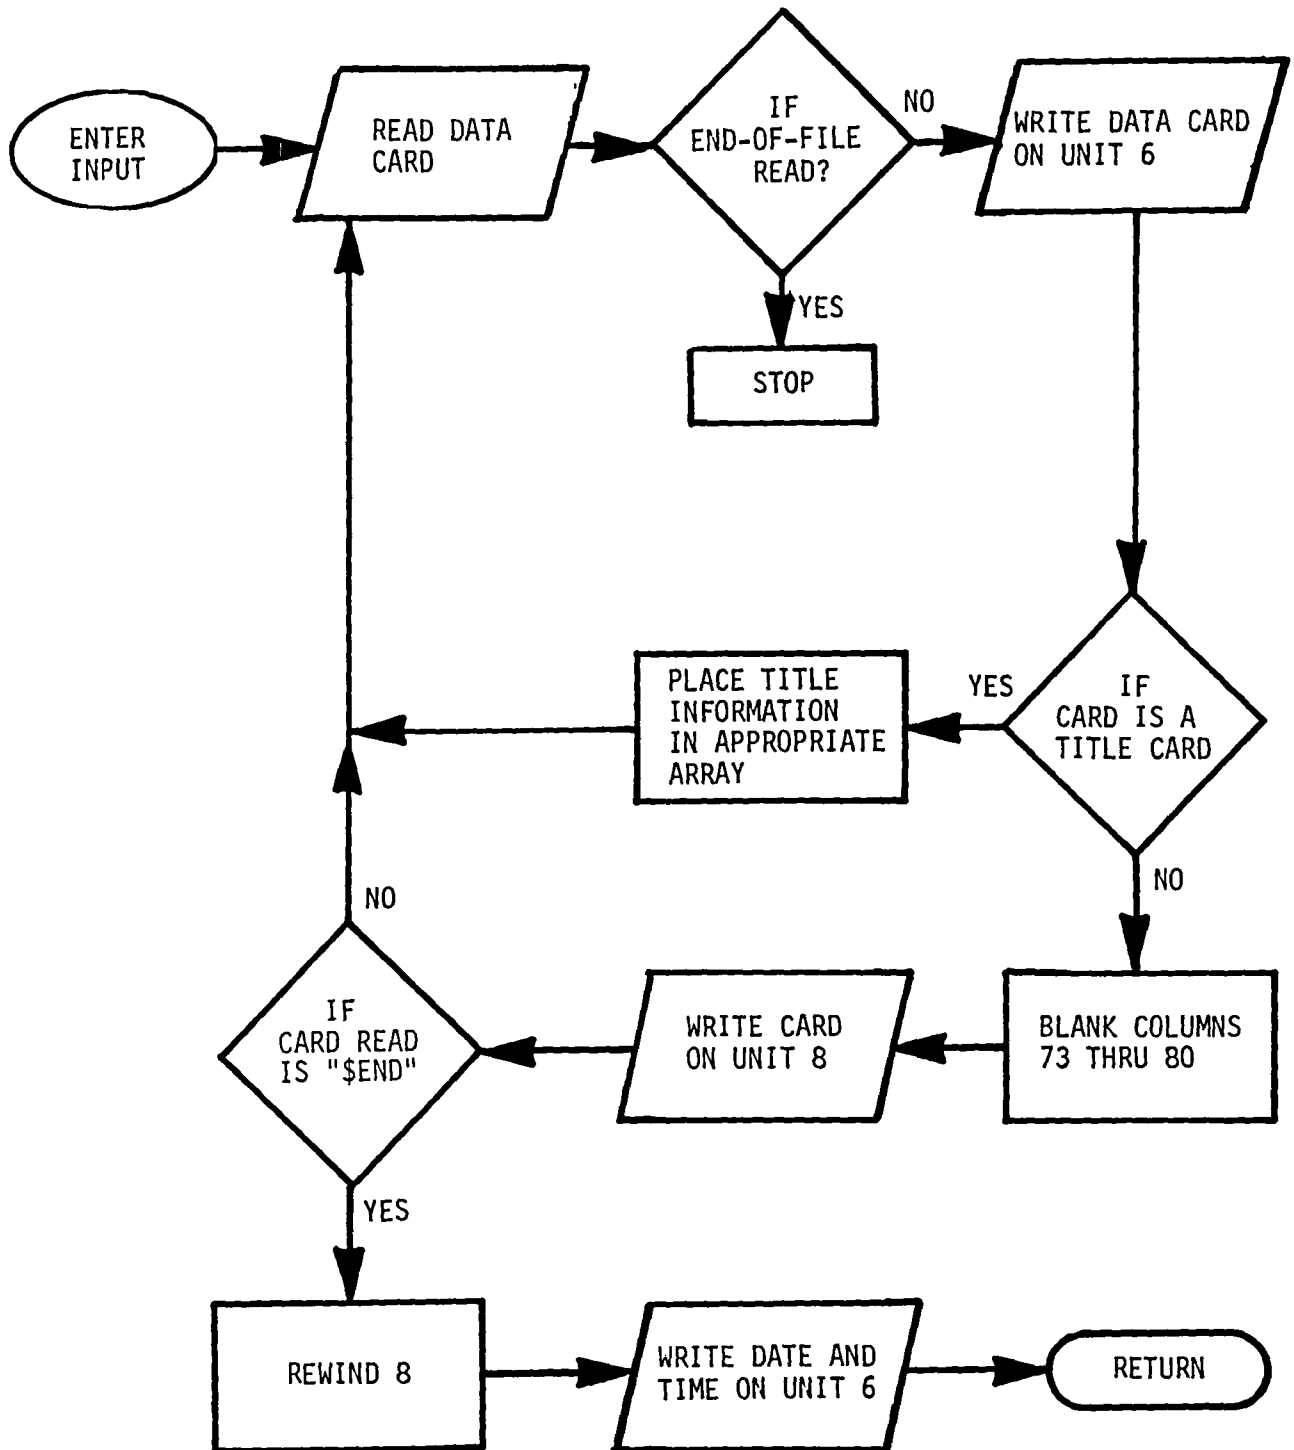 ENTER
INPUT
READ DATA
CARD
IF
END-OF-FILE
READ?
NO
WRITE DATA CARD
ON UNIT 6
YES
STOP
PLACE TITLE
INFORMATION
IN APPROPRIATE
ARRAY
YES
IF
CARD IS A
TITLE CARD
NO
NO
IF
CARD READ
IS "$END"
WRITE CARD
ON UNIT 8
BLANK COLUMNS
73 THRU 80
YES
REWIND 8
WRITE DATE AND
TIME ON UNIT 6
RETURN